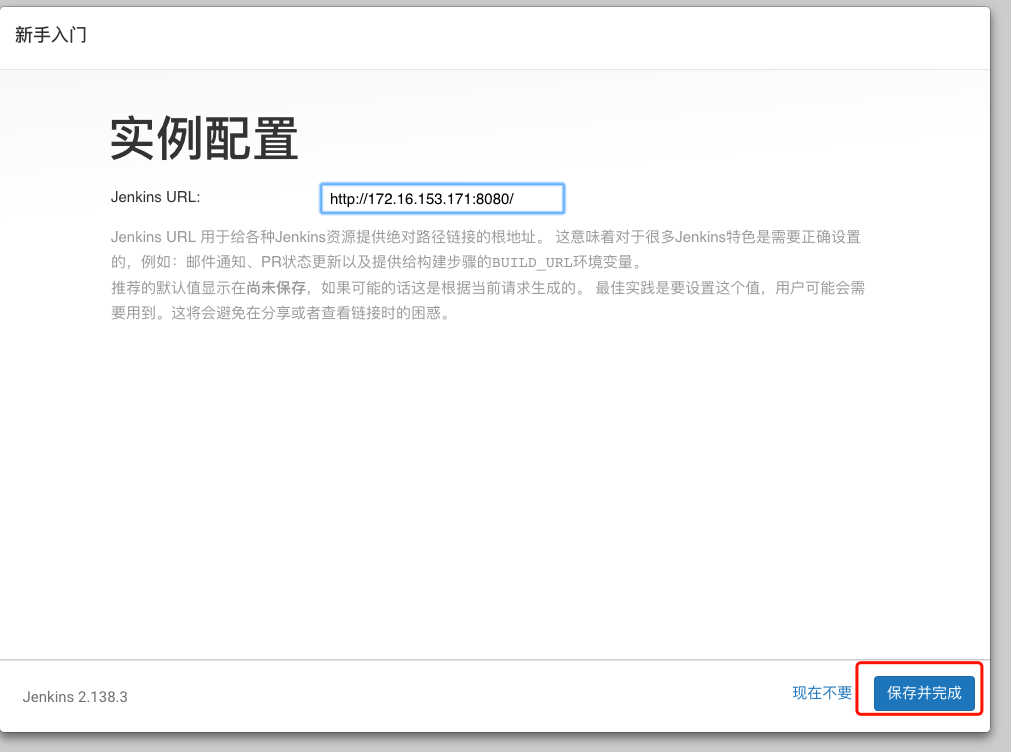 新手入门
实例配置
Jenkins URL: http://172.16.153.171:8080/
Jenkins URL 用于给各种Jenkins资源提供绝对路径链接的根地址。 这意味着对于很多Jenkins特色是需要正确设置
的，例如：邮件通知、PR状态更新以及提供给构建步骤的BUILD_URL环境变量。
推荐的默认值显示在尚未保存，如果可能的话这是根据当前请求生成的。 最佳实践是要设置这个值，用户可能会需
要用到。这将会避免在分享或者查看链接时的困惑。
Jenkins 2.138.3 现在不要 保存并完成